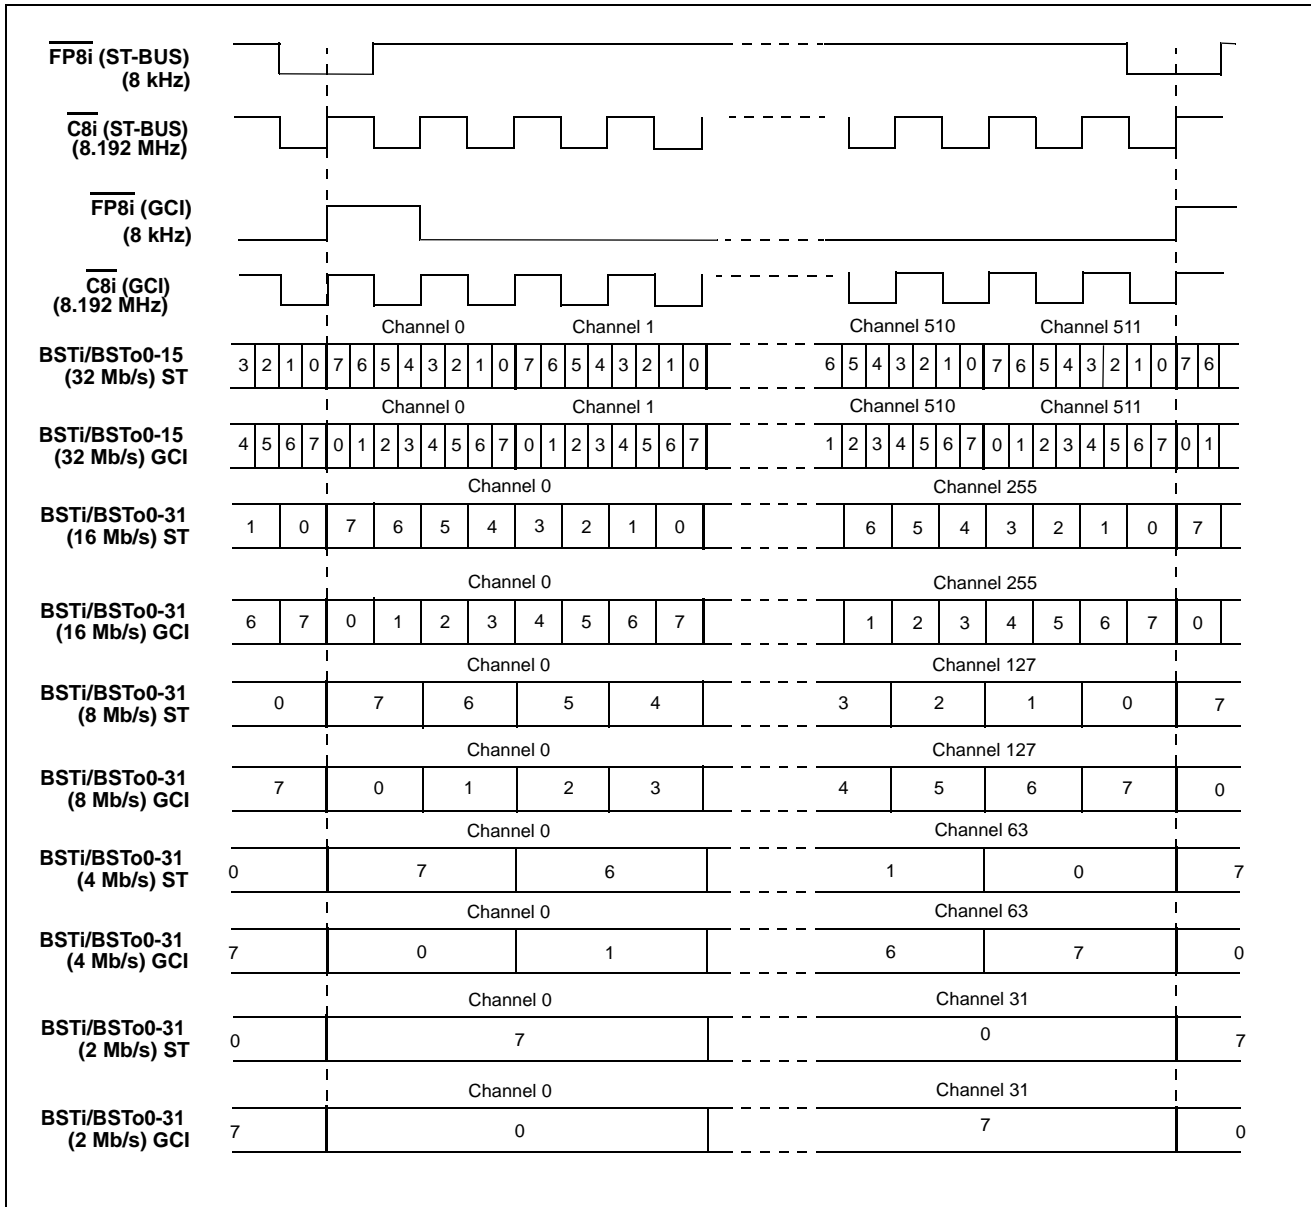 FP8i (ST-BUS)
(8 kHz)
C8i (ST-BUS)
(8.192 MHz)
FP8i (GCI)
(8 kHz)
C8i (GCI)
(8.192 MHz)
Channel 0 Channel 1 Channel 510 Channel 511
BSTi/BSTo0-15
(32 Mb/s) ST
3 2 1 0 7 6 5 4 3 2 1 0 7 6 5 4 3 2 1 0 6 5 4 3 2 1 0 7 6 5 4 3 2 1 0 7 6
Channel 0 Channel 1 Channel 510 Channel 511
BSTi/BSTo0-15
(32 Mb/s) GCI
4 5 6 7 0 1 2 3 4 5 6 7 0 1 2 3 4 5 6 7 1 2 3 4 5 6 7 0 1 2 3 4 5 6 7 0 1
Channel 0 Channel 255
BSTi/BSTo0-31
(16 Mb/s) ST
1 0 7 6 5 4 3 2 1 0 6 5 4 3 2 1 0 7
Channel 0 Channel 255
BSTi/BSTo0-31
(16 Mb/s) GCI
6 7 0 1 2 3 4 5 6 7 1 2 3 4 5 6 7 0
Channel 0 Channel 127
BSTi/BSTo0-31
(8 Mb/s) ST
0 7 6 5 4 3 2 1 0 7
Channel 0 Channel 127
BSTi/BSTo0-31
(8 Mb/s) GCI
7 0 1 2 3 4 5 6 7 0
Channel 0 Channel 63
BSTi/BSTo0-31
(4 Mb/s) ST
0 7 6 1 0 7
Channel 0 Channel 63
BSTi/BSTo0-31
(4 Mb/s) GCI
7 0 1 6 7 0
Channel 0 Channel 31
BSTi/BSTo0-31
(2 Mb/s) ST
0 7 0 7
Channel 0 Channel 31
BSTi/BSTo0-31
(2 Mb/s) GCI
7 0 7 0